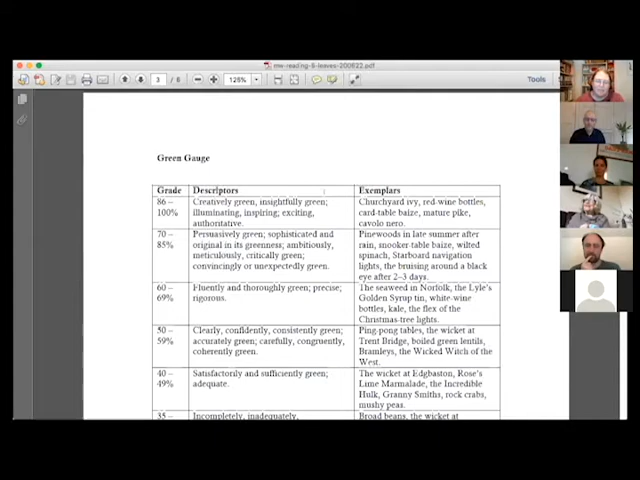 mw-reading-8-leaves-200622.pdf
3 / 8
128%
Tools
Green Gauge
Grade Descriptors Exemplars
86 – Creatively green, insightfully green; Churchyard ivy, red-wine bottles,
100% illuminating, inspiring; exciting, card-table baize, mature pike,
authoritative. cavolo nero.
70 – Persuasively green; sophisticated and Pinewoods in late summer after
85% original in its greenness; ambitiously, rain, snooker-table baize, wilted
meticulously, critically green; spinach, Starboard navigation
convincingly or unexpectedly green. lights, the bruising around a black
eye after 2–3 days.
60 – Fluently and thoroughly green; precise; The seaweed in Norfolk, the Lyle's
69% rigorous. Golden Syrup tin, white-wine
bottles, kale, the flex of the
Christmas-tree lights.
50 – Clearly, confidently, consistently green; Ping-pong tables, the wicket at
59% accurately green; carefully, congruently, Trent Bridge, boiled green lentils,
coherently green. Bramleys, the Wicked Witch of the
West.
40 – Satisfactorily and sufficiently green; The wicket at Edgbaston, Rose's
49% adequate. Lime Marmalade, the Incredible
Hulk, Granny Smiths, rock crabs,
mushy peas.
35 – Incompletely, inadequately, Broad beans, the wicket at